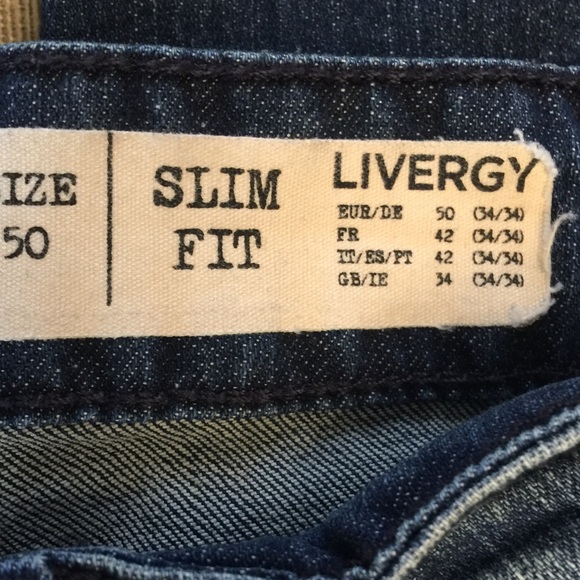 SIZE
50
SLIM
FIT
LIVERGY
EUR/DE 50 (34/34)
FR 42 (34/34)
IT/ES/PT 42 (34/34)
GB/IE 34 (34/34)